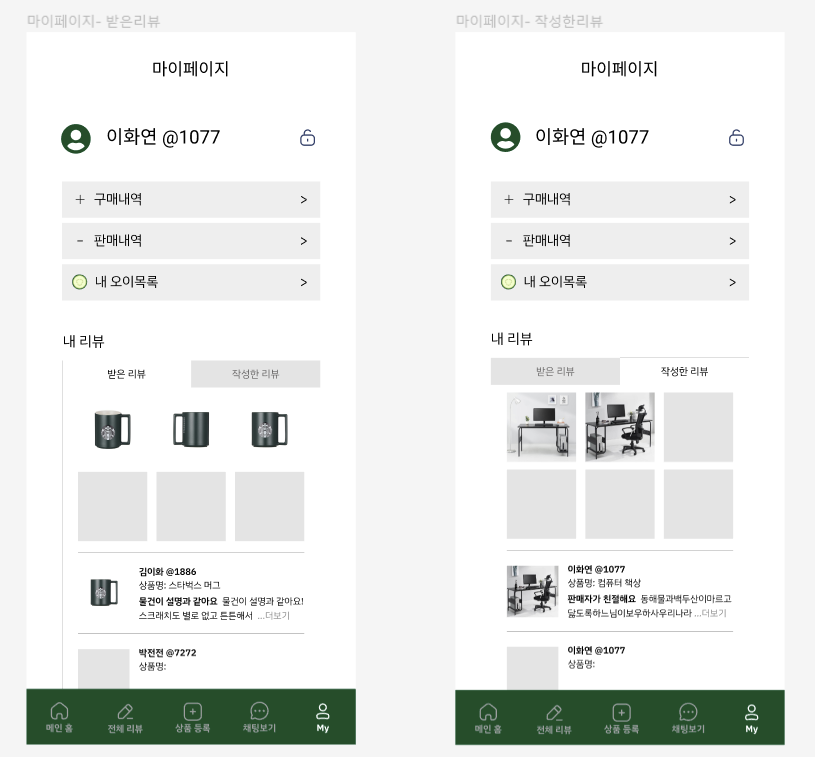 마이페이지- 받은리뷰
마이페이지
이화연 @1077
+ 구매내역 >
- 판매내역 >
내 오이목록 >
내 리뷰
받은 리뷰
작성한 리뷰
김이화 @1886
상품명: 스타벅스 머그
물건이 설명과 같아요 물건이 설명과 같아요!
스크래치도 별로 없고 튼튼해서 ...더보기
박전전 @7272
상품명:
메인 홈
전체 리뷰
상품 등록
채팅보기
My
마이페이지- 작성한리뷰
마이페이지
이화연 @1077
+ 구매내역 >
- 판매내역 >
내 오이목록 >
내 리뷰
받은 리뷰
작성한 리뷰
이화연 @1077
상품명: 컴퓨터 책상
판매자가 친절해요 동해물과백두산이마르고
닳도록하느님이보우하사우리나라 ...더보기
이화연 @1077
상품명:
메인 홈
전체 리뷰
상품 등록
채팅보기
My